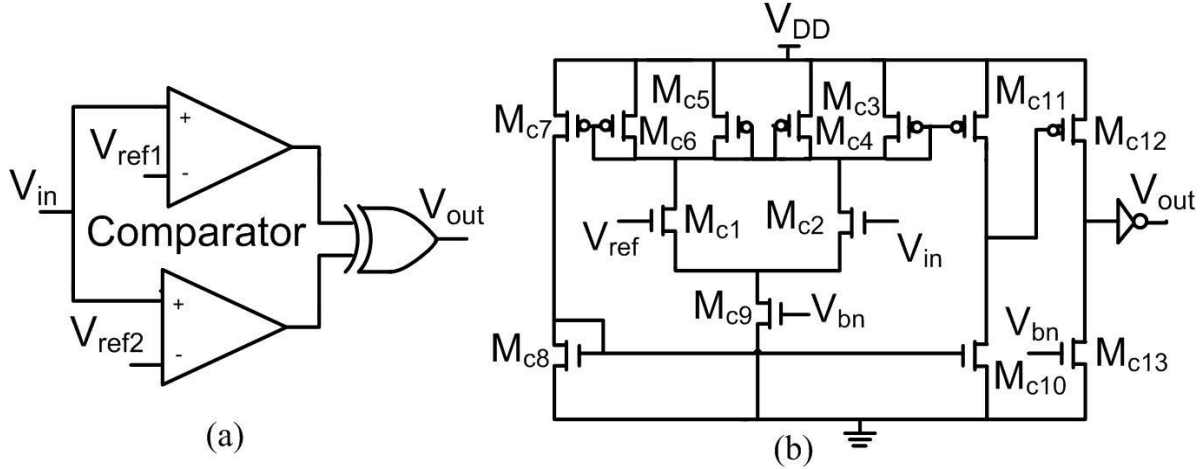 V_DD
M_c5 M_c3 M_c11
M_c7 M_c6 M_c4 M_c12
V_ref1
V_in
Comparator
V_out
V_ref2
+
-
+
-
M_c1 M_c2
V_ref V_in
V_out
M_c9 V_bn
V_bn
M_c8 M_c10 M_c13
(a) (b)